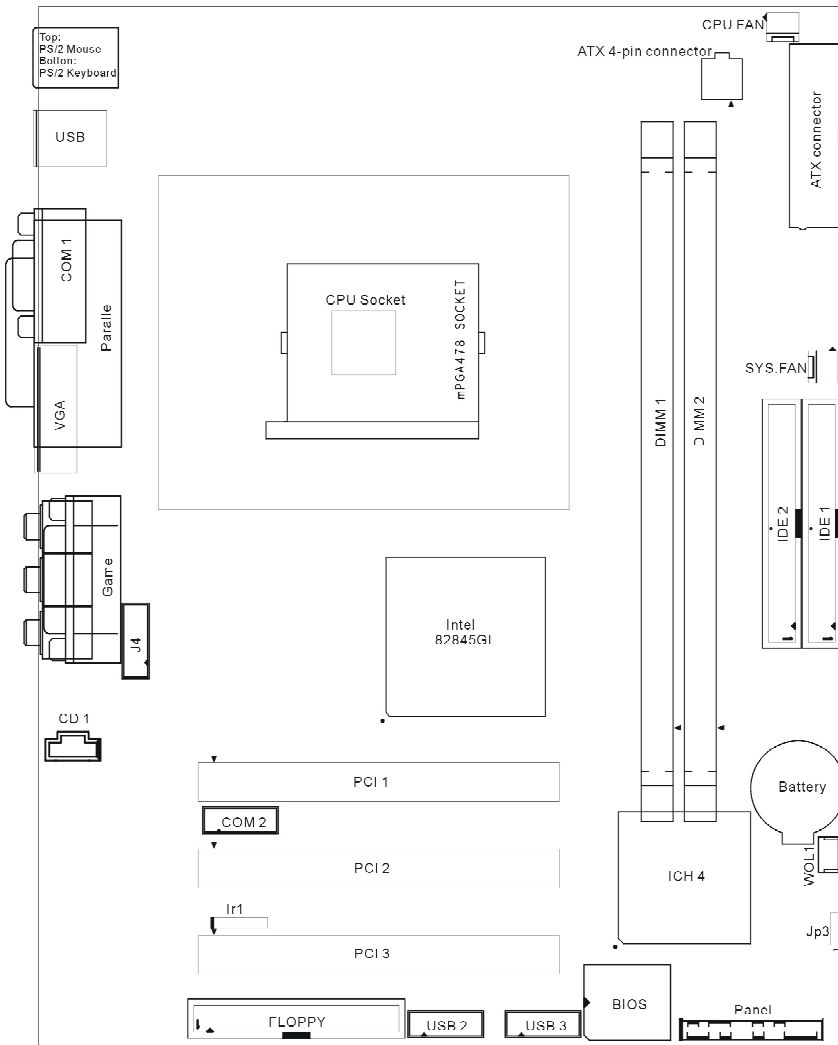 CPU FAN
Top:
PS/2 Mouse
Botton:
PS/2 Keyboard
ATX 4-pin connector
ATX connector
USB
COM 1
Paralle
VGA
CPU Socket
mPGA478 SOCKET
SYS.FAN
DIMM 1
DIMM 2
IDE 2
IDE 1
Game
J4
Intel
82845GL
CD 1
PCI 1
Battery
COM 2
PCI 2
ICH 4
WOL1
Ir1
Jp3
PCI 3
BIOS
Panel
FLOPPY
USB 2
USB 3